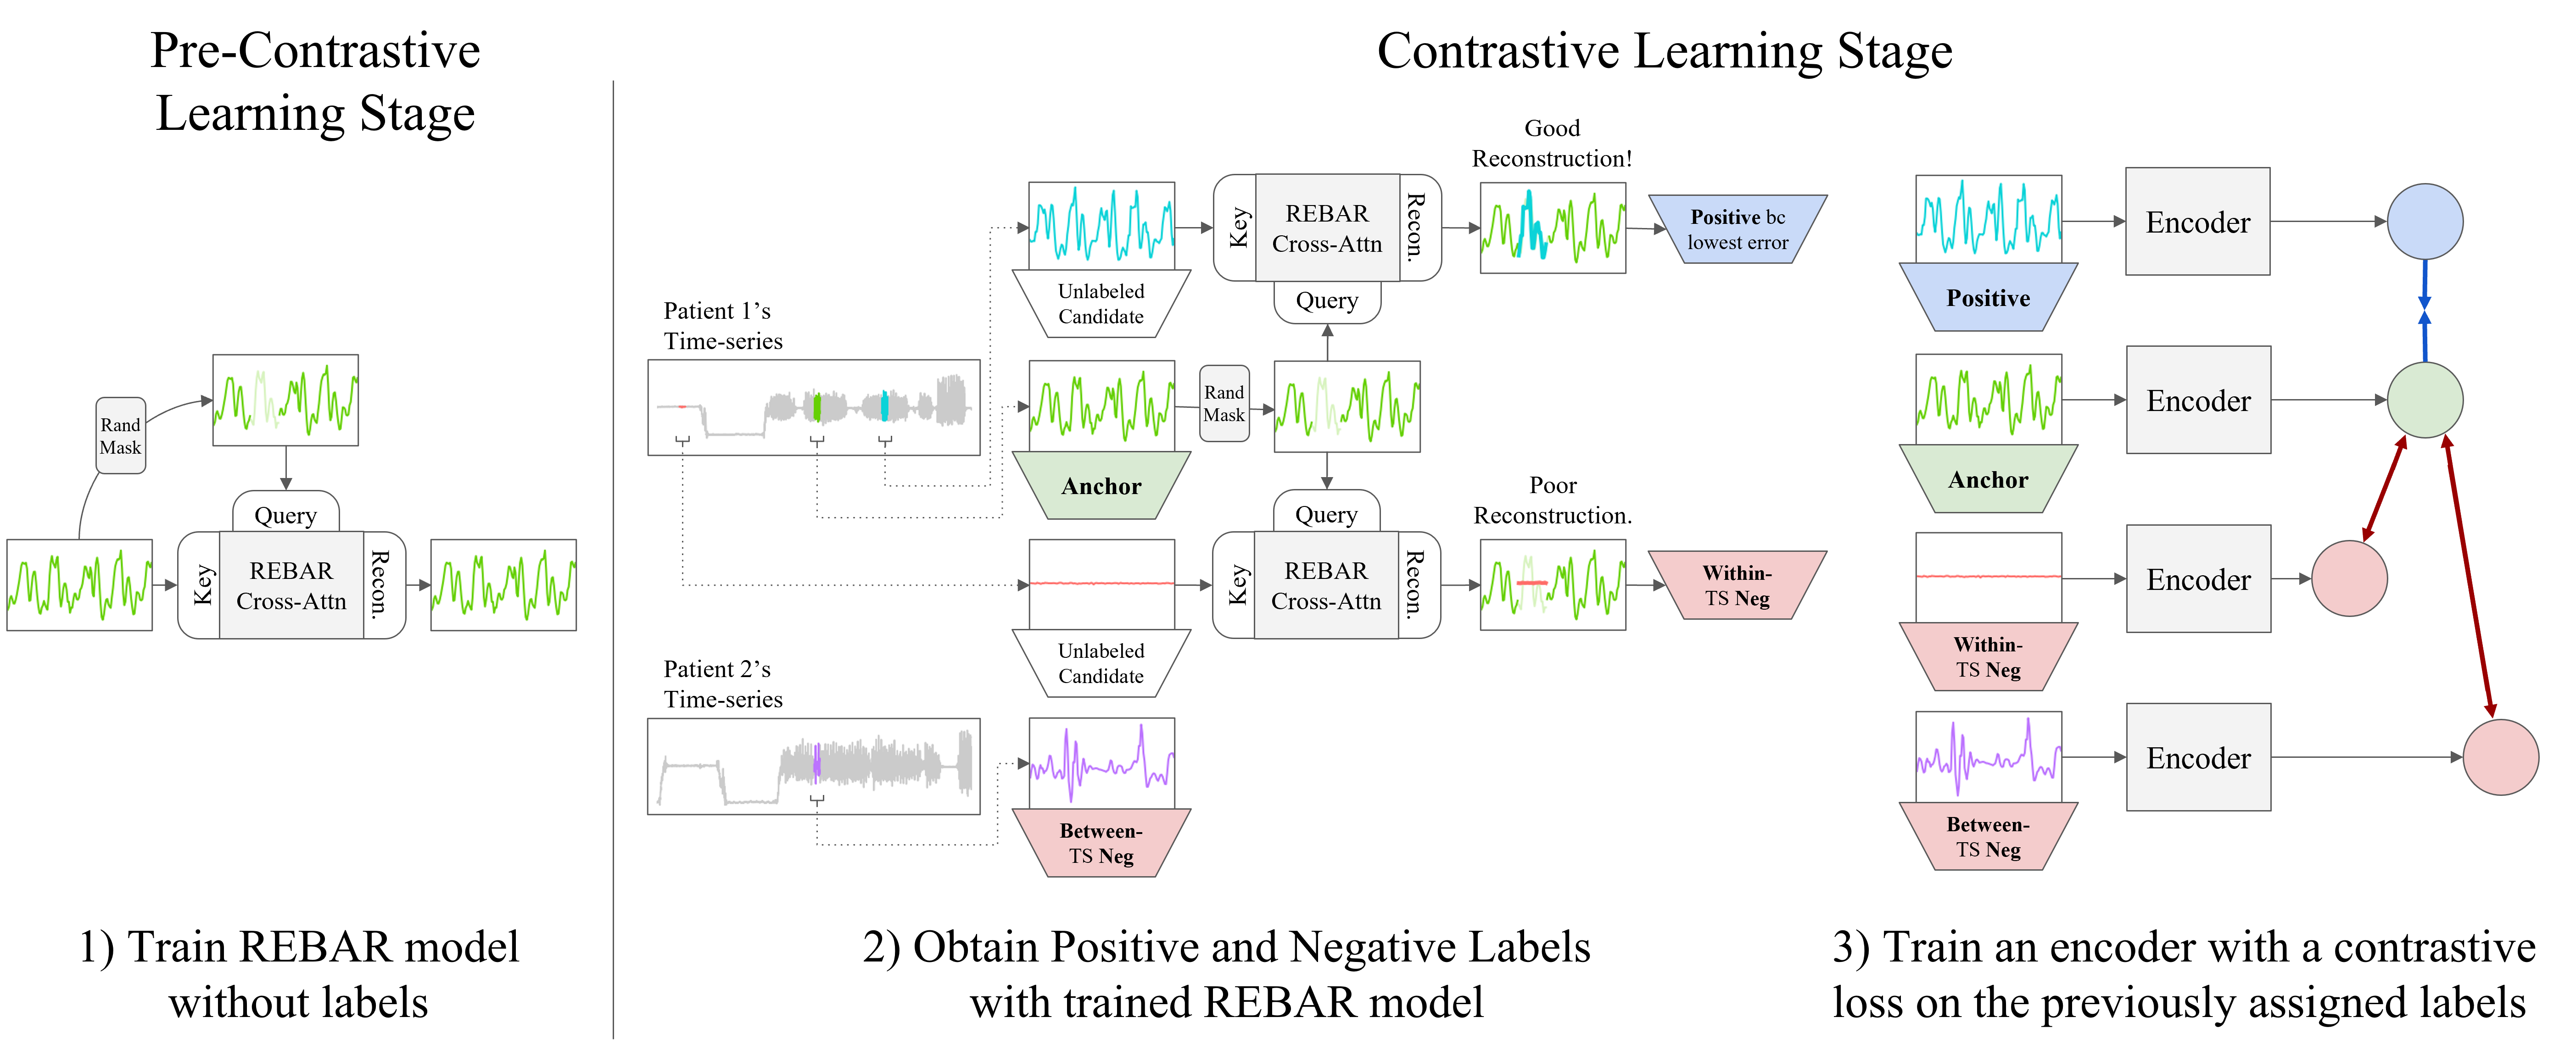 Pre-Contrastive
Learning Stage
Rand
Mask
Query
Key
REBAR
Cross-Attn
Recon.
1) Train REBAR model
without labels
Contrastive Learning Stage
Patient 1's
Time-series
Patient 2's
Time-series
Unlabeled
Candidate
Key
REBAR
Cross-Attn
Recon.
Query
Good
Reconstruction!
Positive bc
lowest error
Anchor
Rand
Mask
Query
Key
REBAR
Cross-Attn
Recon.
Poor
Reconstruction.
Within-
TS Neg
Unlabeled
Candidate
Between-
TS Neg
2) Obtain Positive and Negative Labels
with trained REBAR model
Positive
Encoder
Anchor
Encoder
Within-
TS Neg
Encoder
Between-
TS Neg
Encoder
3) Train an encoder with a contrastive
loss on the previously assigned labels